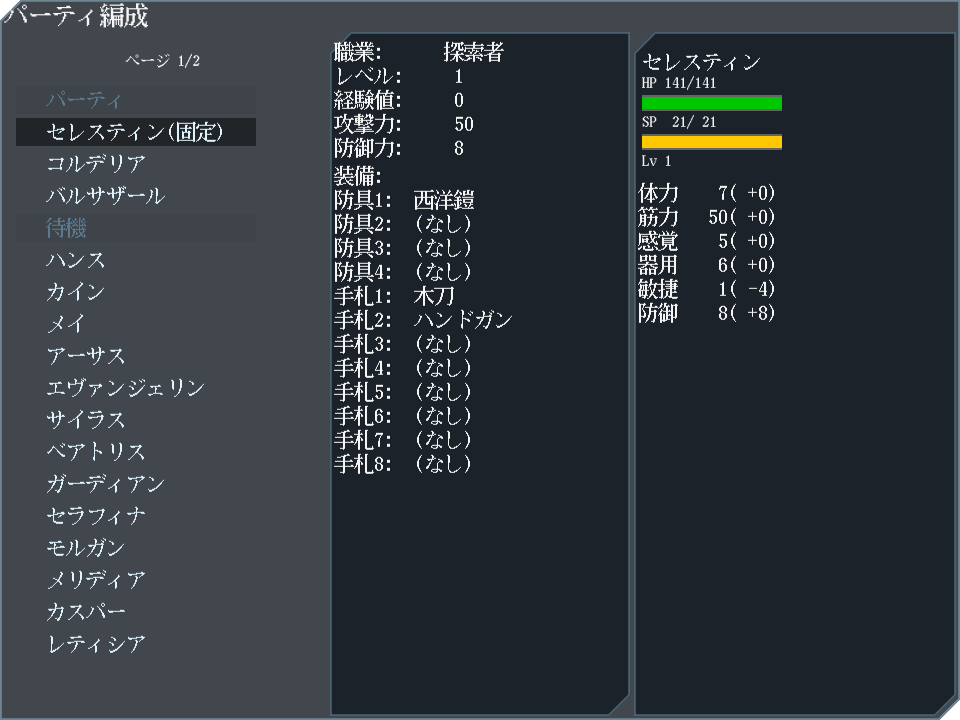 パーティ編成
ページ 1/2
パーティ
セレスティン(固定)
コルデリア
バルサザール
待機
ハンス
カイン
メイ
アーサス
エヴァンジェリン
サイラス
ベアトリス
ガーディアン
セラフィナ
モルガン
メリディア
カスパー
レティシア
職業: 探索者
レベル: 1
経験値: 0
攻撃力: 50
防御力: 8
装備:
防具1: 西洋鎧
防具2: (なし)
防具3: (なし)
防具4: (なし)
手札1: 木刀
手札2: ハンドガン
手札3: (なし)
手札4: (なし)
手札5: (なし)
手札6: (なし)
手札7: (なし)
手札8: (なし)
セレスティン
HP 141/141
SP 21/ 21
Lv 1
体力 7( +0)
筋力 50( +0)
感覚 5( +0)
器用 6( +0)
敏捷 1( -4)
防御 8( +8)